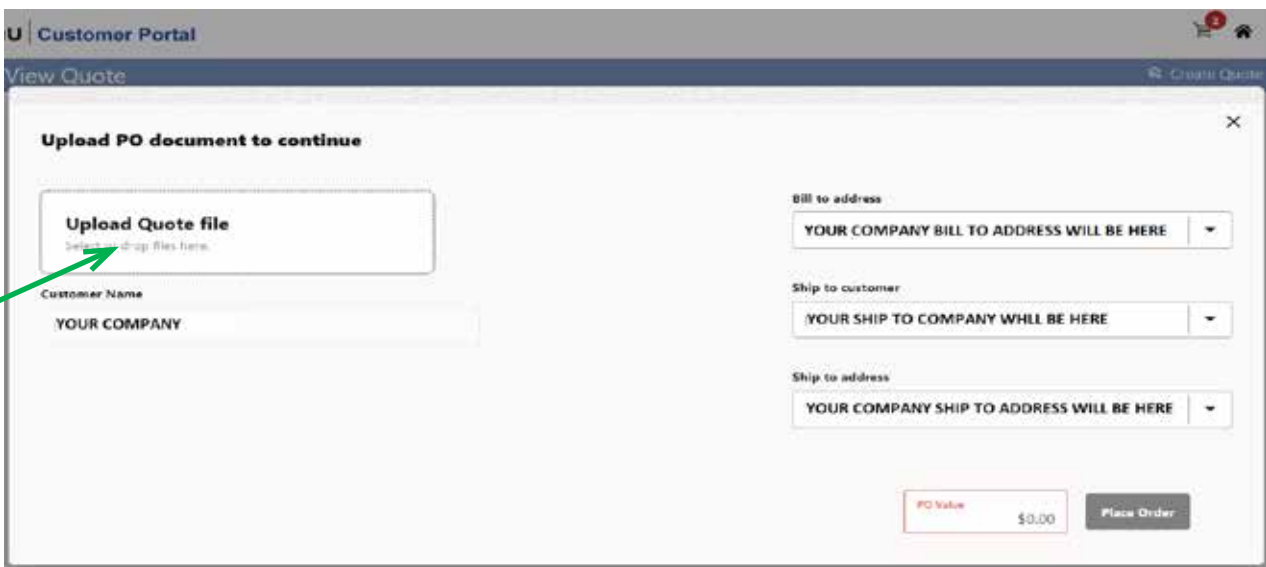 U | Customer Portal
2
View Quote
Create Quote
Upload PO document to continue
×
Upload Quote file
Select or drop files here.
Customer Name
YOUR COMPANY
Bill to address
YOUR COMPANY BILL TO ADDRESS WILL BE HERE
Ship to customer
YOUR SHIP TO COMPANY WHLL BE HERE
Ship to address
YOUR COMPANY SHIP TO ADDRESS WILL BE HERE
PO Value
$0.00
Place Order